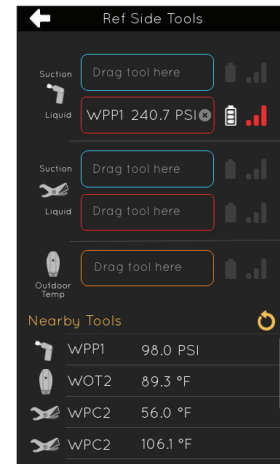 Ref Side Tools
Suction
Drag tool here
Liquid
WPP1 240.7 PSI
Suction
Drag tool here
Liquid
Drag tool here
Outdoor
Temp
Drag tool here
Nearby Tools
WPP1 98.0 PSI
WOT2 89.3 °F
WPC2 56.0 °F
WPC2 106.1 °F